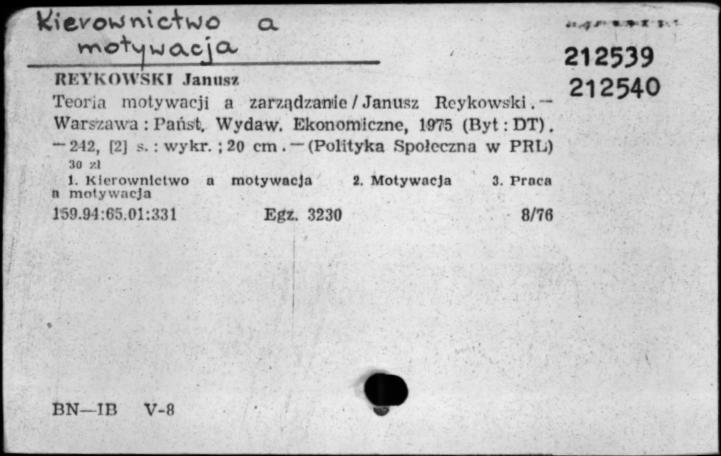 Kierownictwo a
motywacja
212539
212540
REYKOWSKI Janusz
Teoria motywacji a zarządzanie / Janusz Reykowski. —
Warszawa : Państ. Wydaw. Ekonomiczne, 1975 (Byt : DT).
— 242, [2] s. : wykr. ; 20 cm. — (Polityka Społeczna w PRL)
30 zł
1. Kierownictwo a motywacja 2. Motywacja 3. Praca
a motywacja
159.94:65.01:331 Egz. 3230 8/76
BN—IB V-8